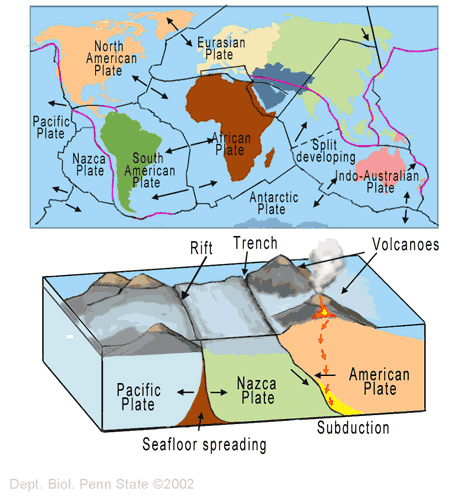 North
American
Plate
Eurasian
Plate
Pacific
Plate
Nazca
Plate
South
American
Plate
African
Plate
Split
developing
Indo-Australian
Plate
Antarctic
Plate
Rift
Trench
Volcanoes
Pacific
Plate
Nazca
Plate
American
Plate
Seafloor spreading
Subduction
Dept. Biol. Penn State ©2002